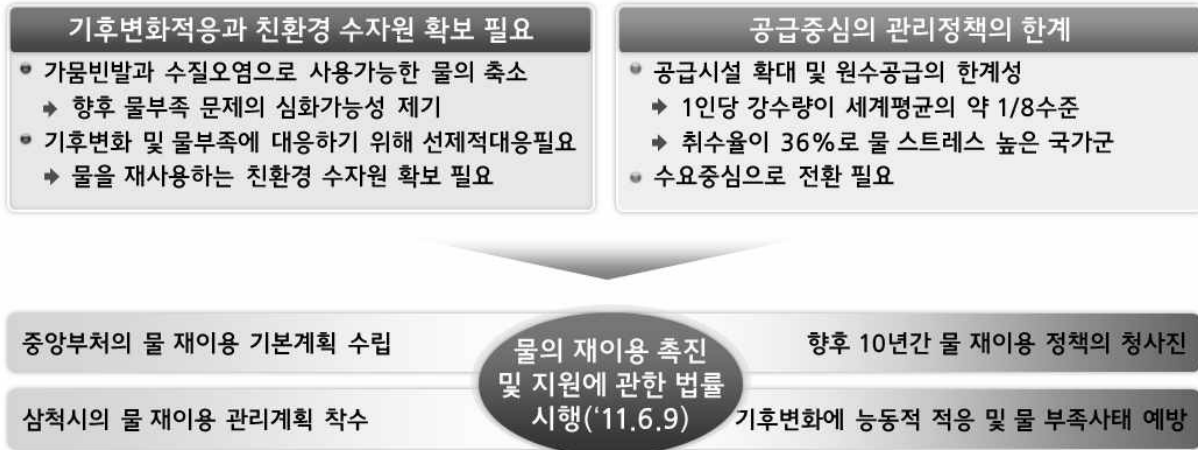 기후변화적응과 친환경 수자원 확보 필요
가뭄빈발과 수질오염으로 사용가능한 물의 축소
향후 물부족 문제의 심화가능성 제기
기후변화 및 물부족에 대응하기 위해 선제적대응필요
물을 재사용하는 친환경 수자원 확보 필요
공급중심의 관리정책의 한계
공급시설 확대 및 원수공급의 한계성
1인당 강수량이 세계평균의 약 1/8수준
취수율이 36%로 물 스트레스 높은 국가군
수요중심으로 전환 필요
중앙부처의 물 재이용 기본계획 수립
삼척시의 물 재이용 관리계획 착수
물의 재이용 촉진
및 지원에 관한 법률
시행('11.6.9)
향후 10년간 물 재이용 정책의 청사진
기후변화에 능동적 적응 및 물 부족사태 예방